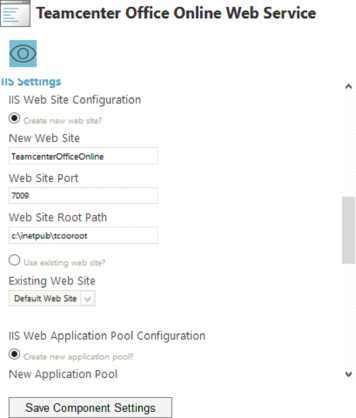 Teamcenter Office Online Web Service
IIS Settings
IIS Web Site Configuration
Create new web site?
New Web Site
TeamcenterOfficeOnline
Web Site Port
7009
Web Site Root Path
c:\inetpub\tcooroot
Use existing web site?
Existing Web Site
Default Web Site
IIS Web Application Pool Configuration
Create new application pool?
New Application Pool
Save Component Settings